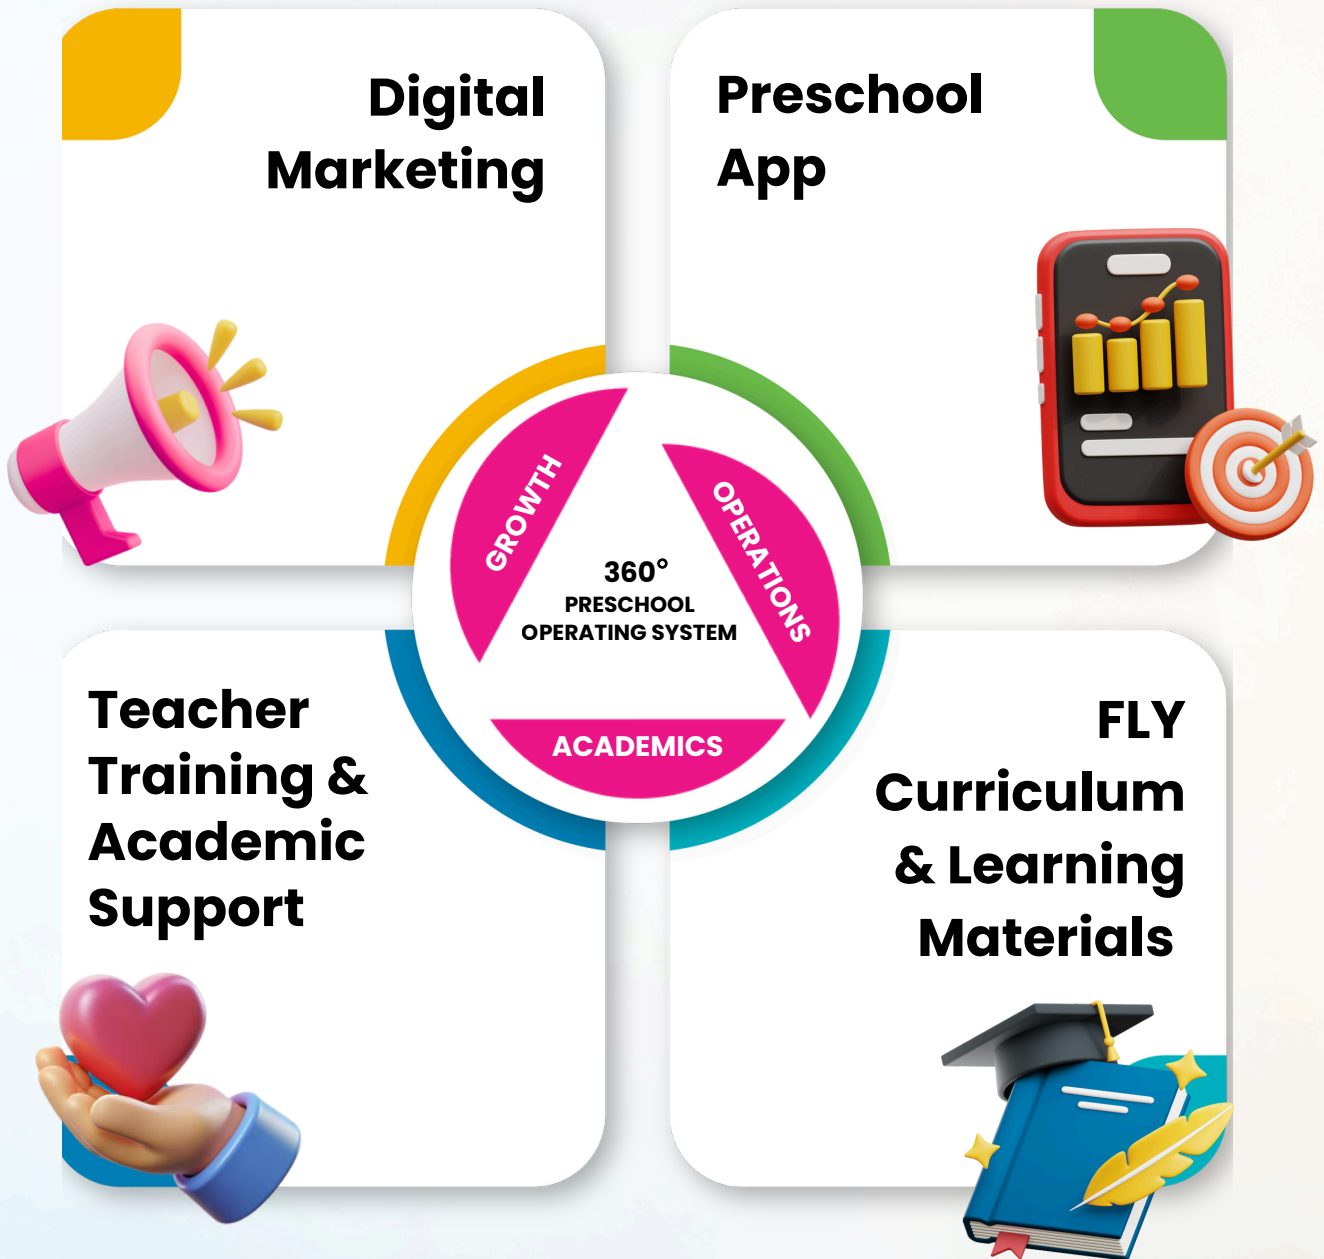 Digital
Marketing
Preschool
App
GROWTH
OPERATIONS
360°
PRESCHOOL
OPERATING SYSTEM
ACADEMICS
Teacher
Training &
Academic
Support
FLY
Curriculum
& Learning
Materials